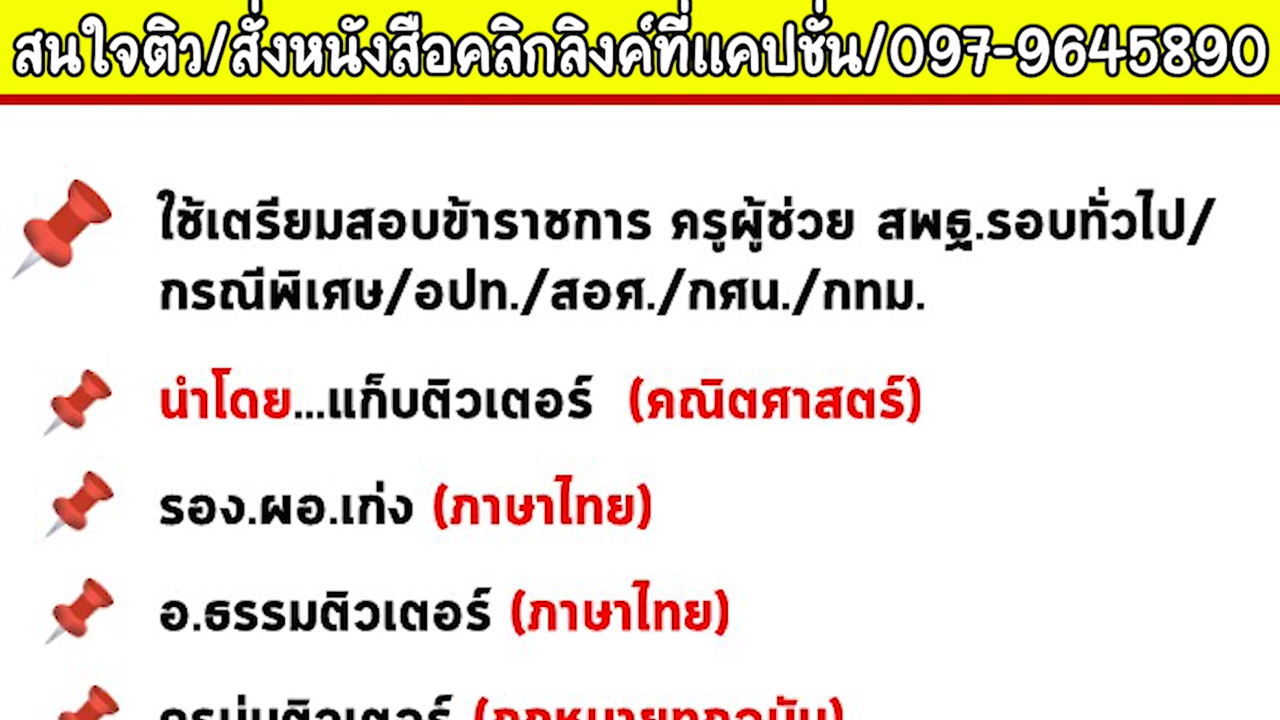 สนใจติว/สั่งหนังสือคลิกลิงค์ที่แคปชั่น/097-9645890
ใช้เตรียมสอบข้าราชการ ครูผู้ช่วย สพฐ.รอบทั่วไป/
กรณีพิเศษ/อปท./สอศ./กศน./กทม.
นำโดย...แก็บติวเตอร์ (คณิตศาสตร์)
รอง.ผอ.เก่ง (ภาษาไทย)
อ.ธรรมติวเตอร์ (ภาษาไทย)